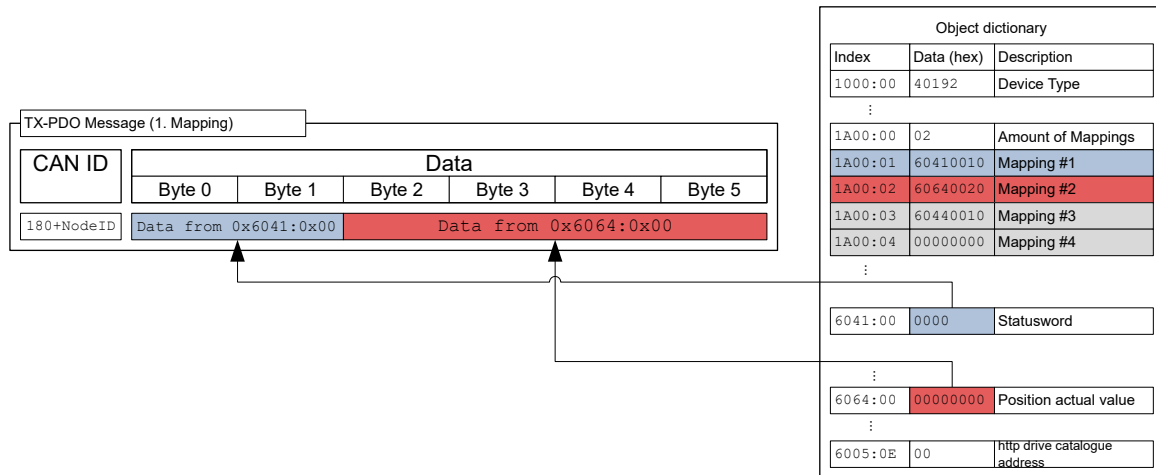 TX-PDO Message (1. Mapping)
CAN ID
Data
Byte 0 Byte 1 Byte 2 Byte 3 Byte 4 Byte 5
180+NodeID Data from 0x6041:0x00 Data from 0x6064:0x00
Object dictionary
Index Data (hex) Description
1000:00 40192 Device Type
⋮
1A00:00 02 Amount of Mappings
1A00:01 60410010 Mapping #1
1A00:02 60640020 Mapping #2
1A00:03 60440010 Mapping #3
1A00:04 00000000 Mapping #4
⋮
6041:00 0000 Statusword
⋮
6064:00 00000000 Position actual value
⋮
6005:0E 00 http drive catalogue
address